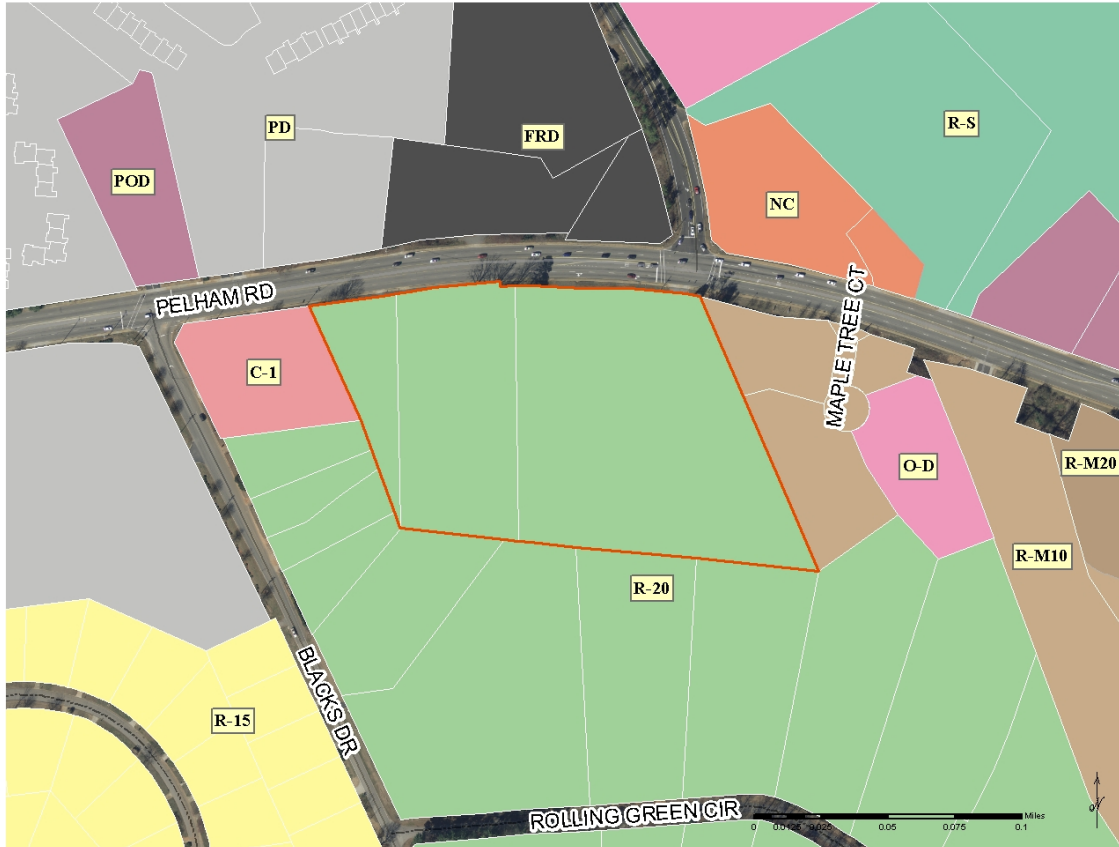 PD
FRD
R-S
POD
NC
PELHAM RD
MAPLE TREE CT
C-1
O-D
R-M20
R-M10
R-20
BLACKS DR
R-15
ROLLING GREEN CIR
Miles
0 0.0125 0.025 0.05 0.075 0.1
N